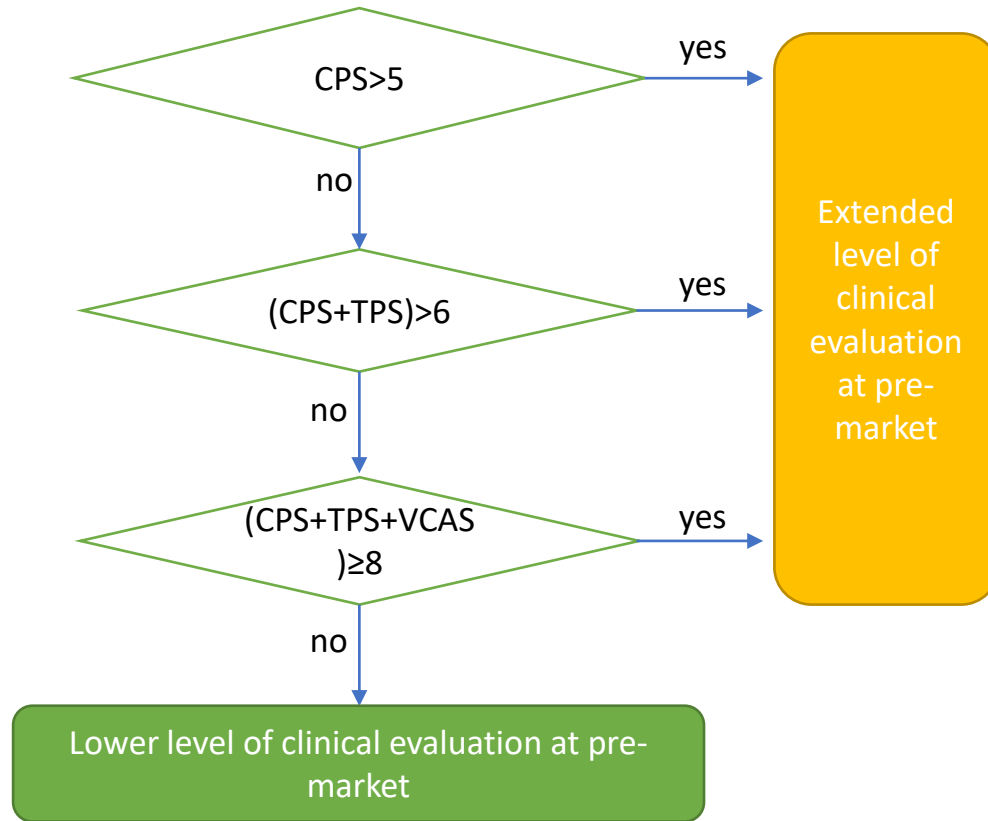 CPS>5
yes
no
(CPS+TPS)>6
yes
no
(CPS+TPS+VCAS
)≥8
yes
no
Extended
level of
clinical
evaluation
at pre-
market
Lower level of clinical evaluation at pre-
market